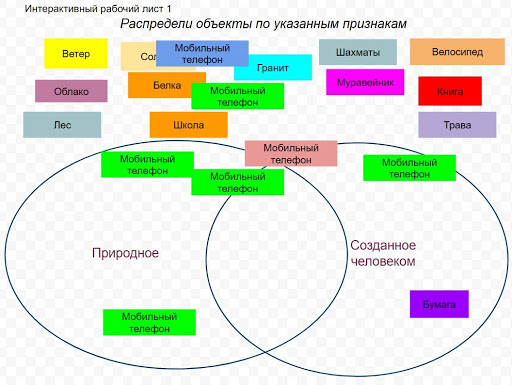 Интерактивный рабочий лист 1
Распредели объекты по указанным признакам
Ветер
Мобильный
телефон
Гранит
Шахматы
Велосипед
Облако
Белка
Мобильный
телефон
Муравейник
Книга
Лес
Школа
Трава
Мобильный
телефон
Мобильный
телефон
Мобильный
телефон
Мобильный
телефон
Природное
Созданное
человеком
Бумага
Мобильный
телефон